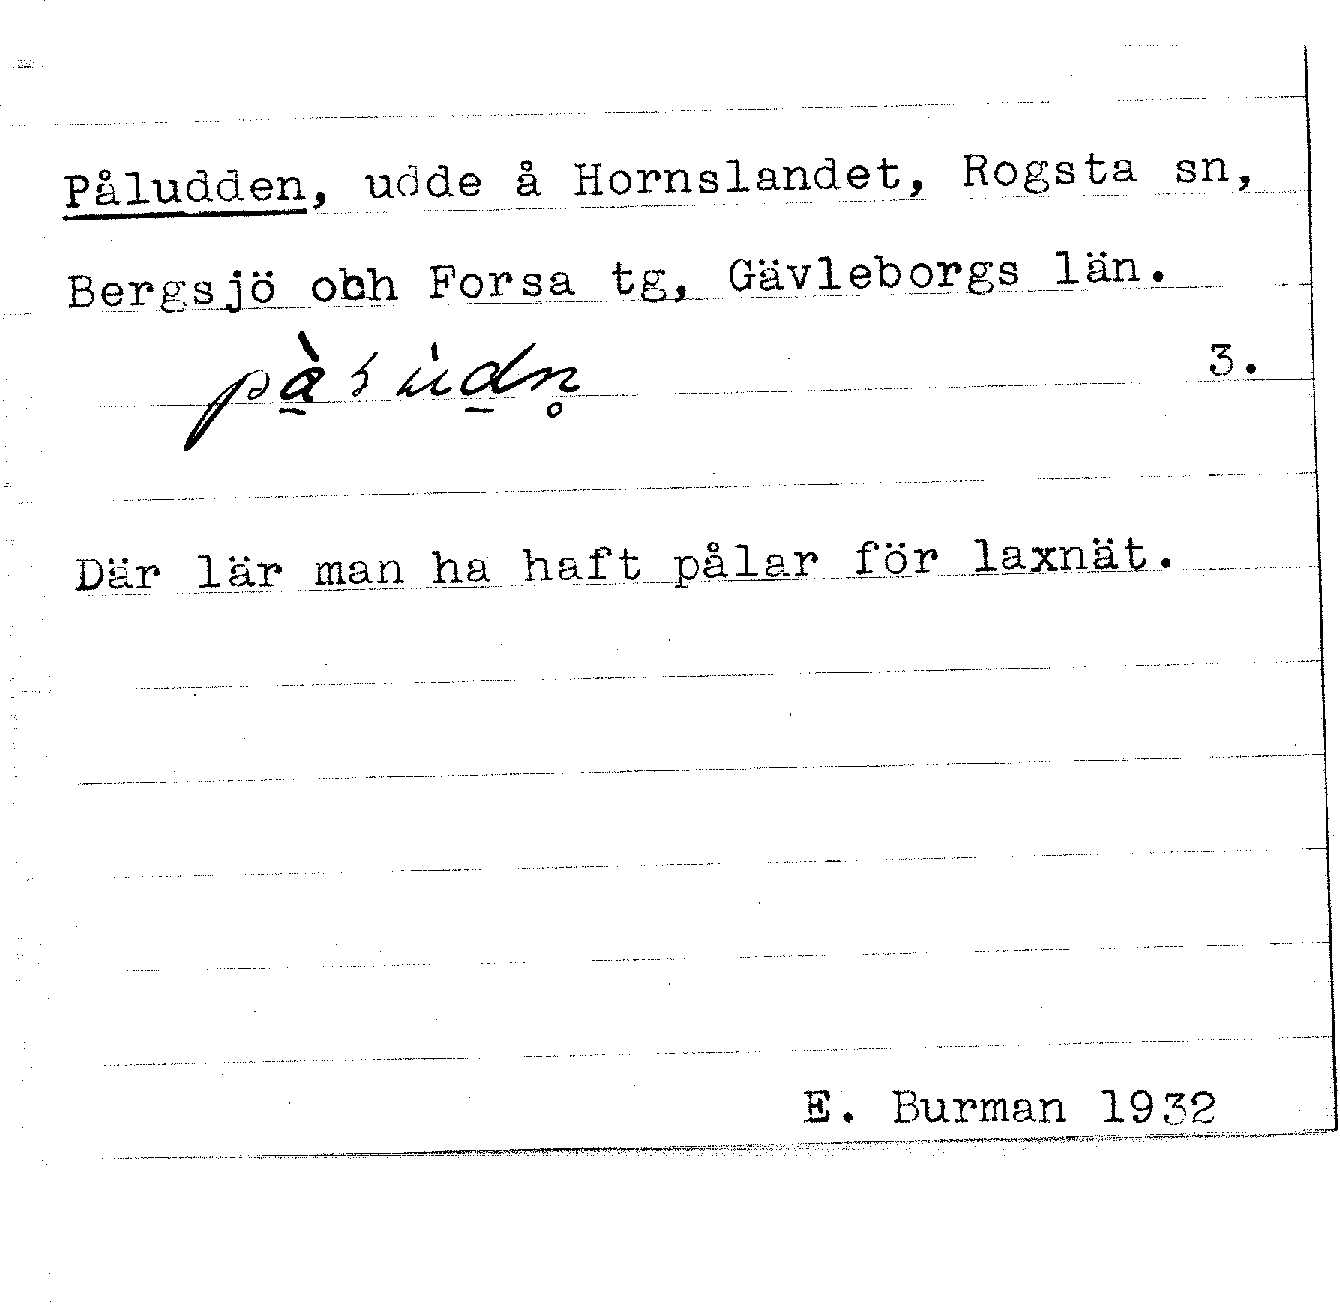 Påludden, udde å Hornslandet, Rogsta sn,
Bergsjö och Forsa tg, Gävleborgs län.
3.
Där lär man ha haft pålar för laxnät.
E. Burman 1932